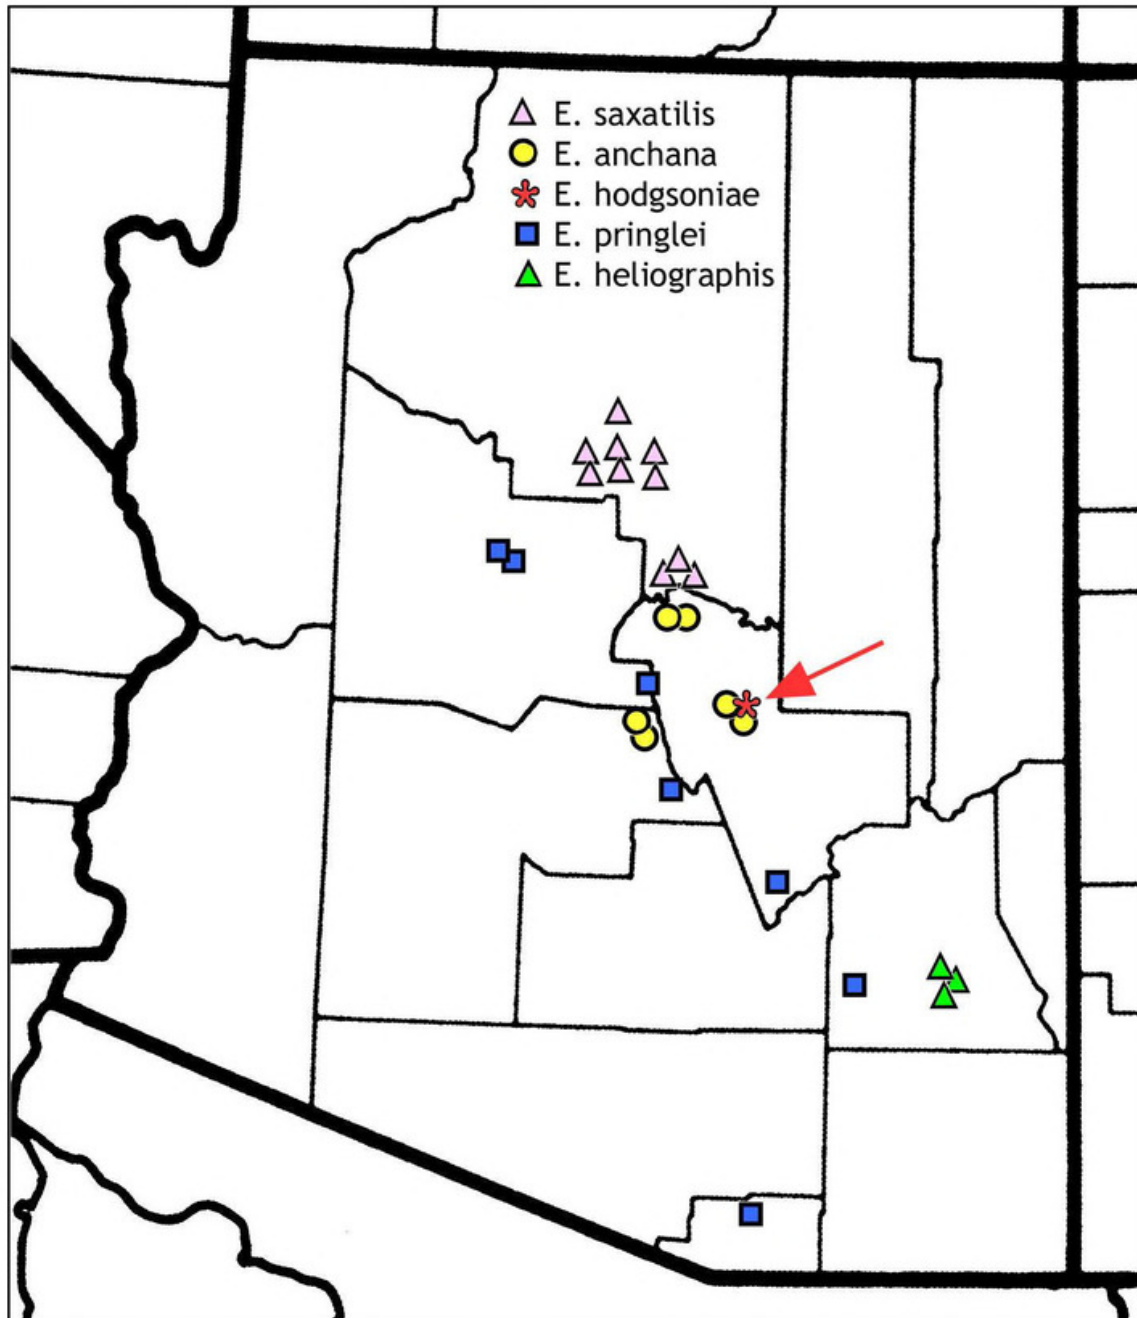 E. saxatilis
E. anchana
E. hodgsoniae
E. pringlei
E. heliographis